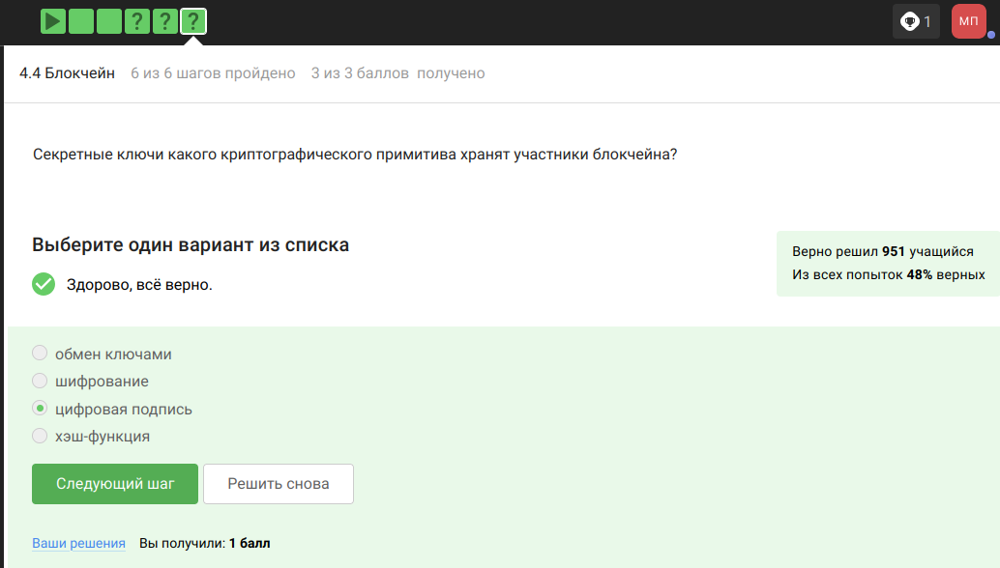 ? ? ?
1
МП
4.4 Блокчейн 6 из 6 шагов пройдено 3 из 3 баллов получено
Секретные ключи какого криптографического примитива хранят участники блокчейна?
Выберите один вариант из списка
Здорово, всё верно.
Верно решил 951 учащийся
Из всех попыток 48% верных
обмен ключами
шифрование
цифровая подпись
хэш-функция
Следующий шаг Решить снова
Ваши решения Вы получили: 1 балл